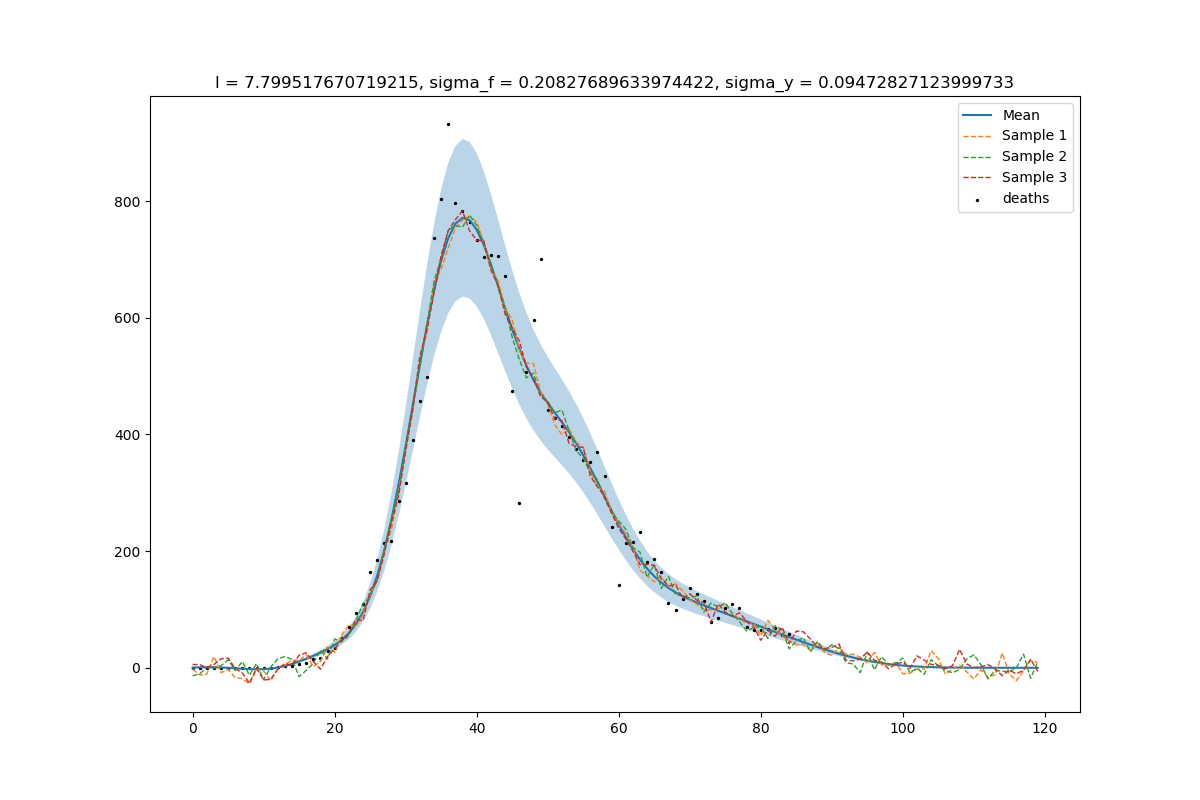 l = 7.799517670719215, sigma_f = 0.20827689633974422, sigma_y = 0.09472827123999733
Mean
Sample 1
Sample 2
Sample 3
deaths
800
600
400
200
0
0 20 40 60 80 100 120